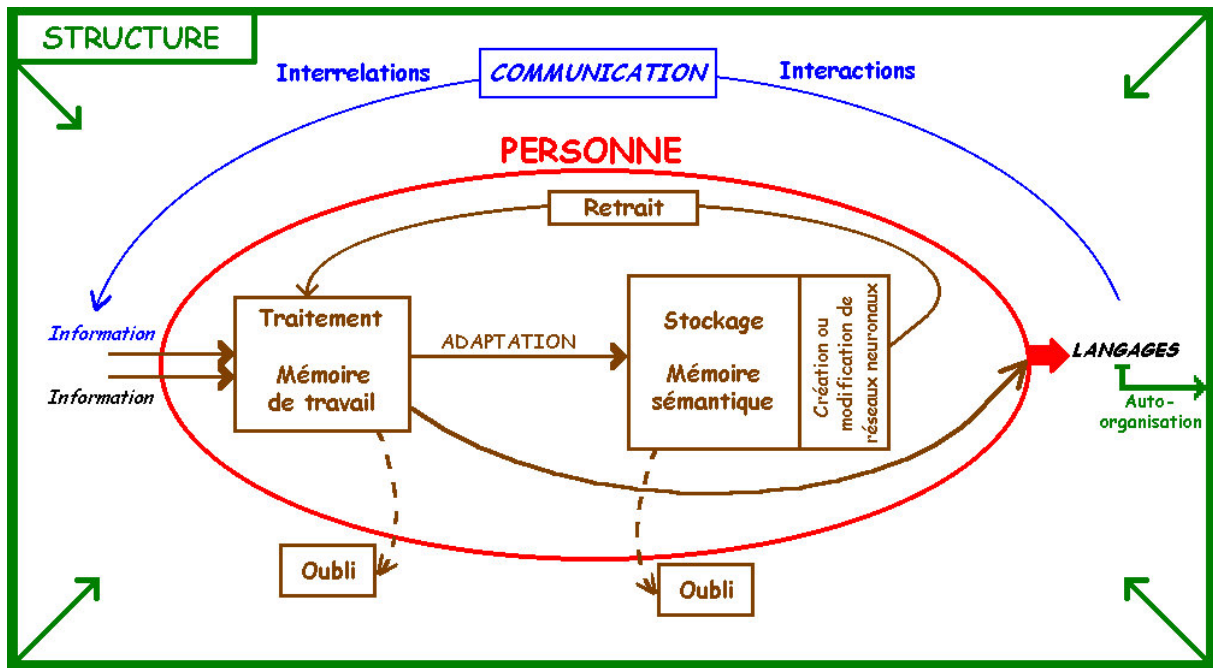 STRUCTURE
Interrelations
COMMUNICATION
Interactions
PERSONNE
Retrait
Information
Information
Traitement
Mémoire
de travail
ADAPTATION
Stockage
Mémoire
sémantique
Création ou
modification de
réseaux neuronaux
LANGAGES
Auto-
organisation
Oubli
Oubli